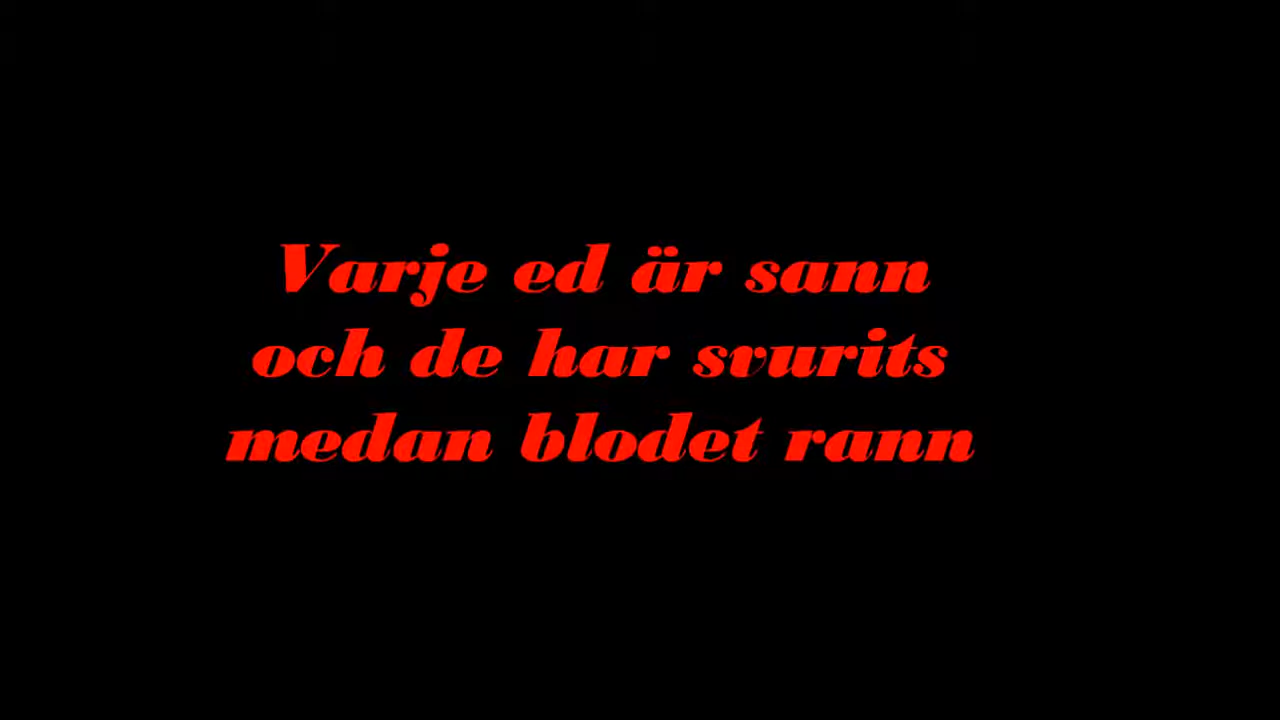 Varje ed är sann
och de har svurits
medan blodet rann